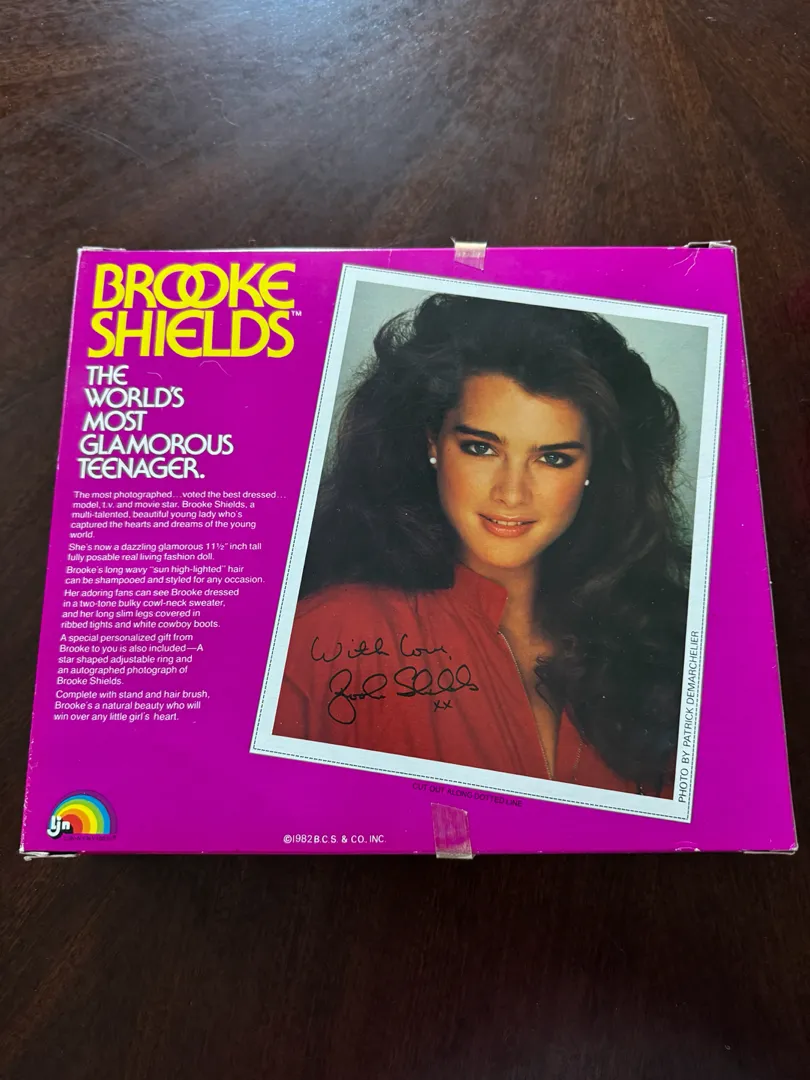 BROOKE
SHIELDS™
THE
WORLD'S
MOST
GLAMOROUS
TEENAGER.
The most photographed...voted the best dressed...
model, t.v. and movie star. Brooke Shields, a
multi-talented, beautiful young lady who's
captured the hearts and dreams of the young
world.
She's now a dazzling glamorous 11½" inch tall
fully posable real living fashion doll.
Brooke's long wavy "sun high-lighted" hair
can be shampooed and styled for any occasion.
Her adoring fans can see Brooke dressed
in a two-tone bulky cowl-neck sweater,
and her long slim legs covered in
ribbed tights and white cowboy boots.
A special personalized gift from
Brooke to you is also included—A
star shaped adjustable ring and
an autographed photograph of
Brooke Shields.
Complete with stand and hair brush,
Brooke's a natural beauty who will
win over any little girl's heart.
With Love,
Brooke Shields
xx
PHOTO BY PATRICK DEMARCHELIER
CUT OUT ALONG DOTTED LINE
ljn
©1982 B.C.S. & CO. INC.